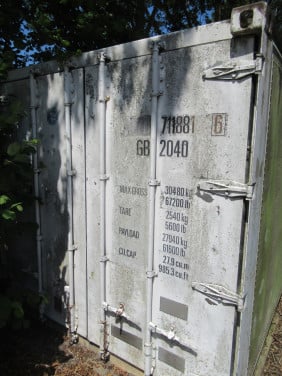 711881 6
GB 2040
MAX.GROSS 30480 kg
67200 lb
TARE 2540 kg
5600 lb
PAYLOAD 27940 kg
61600 lb
CU.CAP 27.9 cu.m
985.3 cu.ft